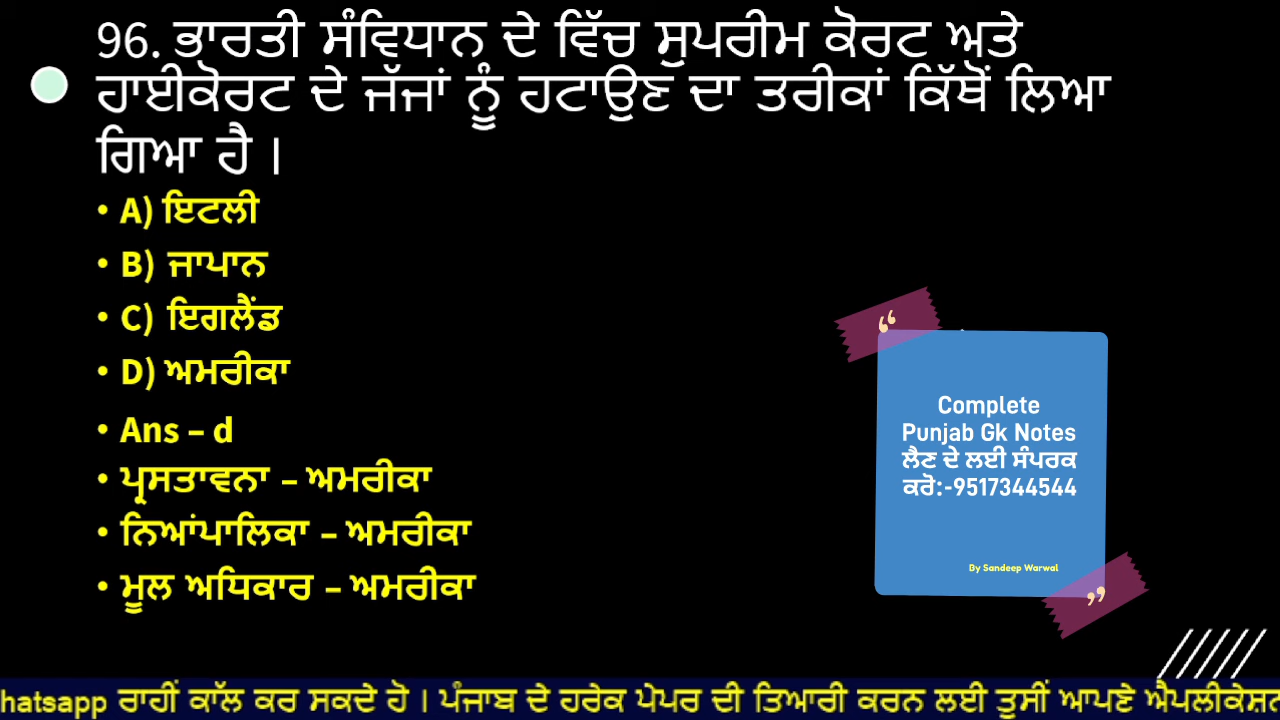 96. ਭਾਰਤੀ ਸੰਵਿਧਾਨ ਦੇ ਵਿੱਚ ਸੁਪਰੀਮ ਕੋਰਟ ਅਤੇ
ਹਾਈਕੋਰਟ ਦੇ ਜੱਜਾਂ ਨੂੰ ਹਟਾਉਣ ਦਾ ਤਰੀਕਾਂ ਕਿੱਥੋਂ ਲਿਆ
ਗਿਆ ਹੈ ।
• A) ਇਟਲੀ
• B) ਜਾਪਾਨ
• C) ਇਗਲੈਂਡ
• D) ਅਮਰੀਕਾ
• Ans – d
• ਪ੍ਰਸਤਾਵਨਾ – ਅਮਰੀਕਾ
• ਨਿਆਂਪਾਲਿਕਾ – ਅਮਰੀਕਾ
• ਮੂਲ ਅਧਿਕਾਰ – ਅਮਰੀਕਾ
“
Complete
Punjab Gk Notes
ਲੈਣ ਦੇ ਲਈ ਸੰਪਰਕ
ਕਰੋ:-9517344544
By Sandeep Warwal
”
hatsapp ਰਾਹੀਂ ਕਾੱਲ ਕਰ ਸਕਦੇ ਹੋ । ਪੰਜਾਬ ਦੇ ਹਰੇਕ ਪੇਪਰ ਦੀ ਤਿਆਰੀ ਕਰਨ ਲਈ ਤੁਸੀਂ ਆਪਣੇ ਐਪਲੀਕੇਸ਼ਨ